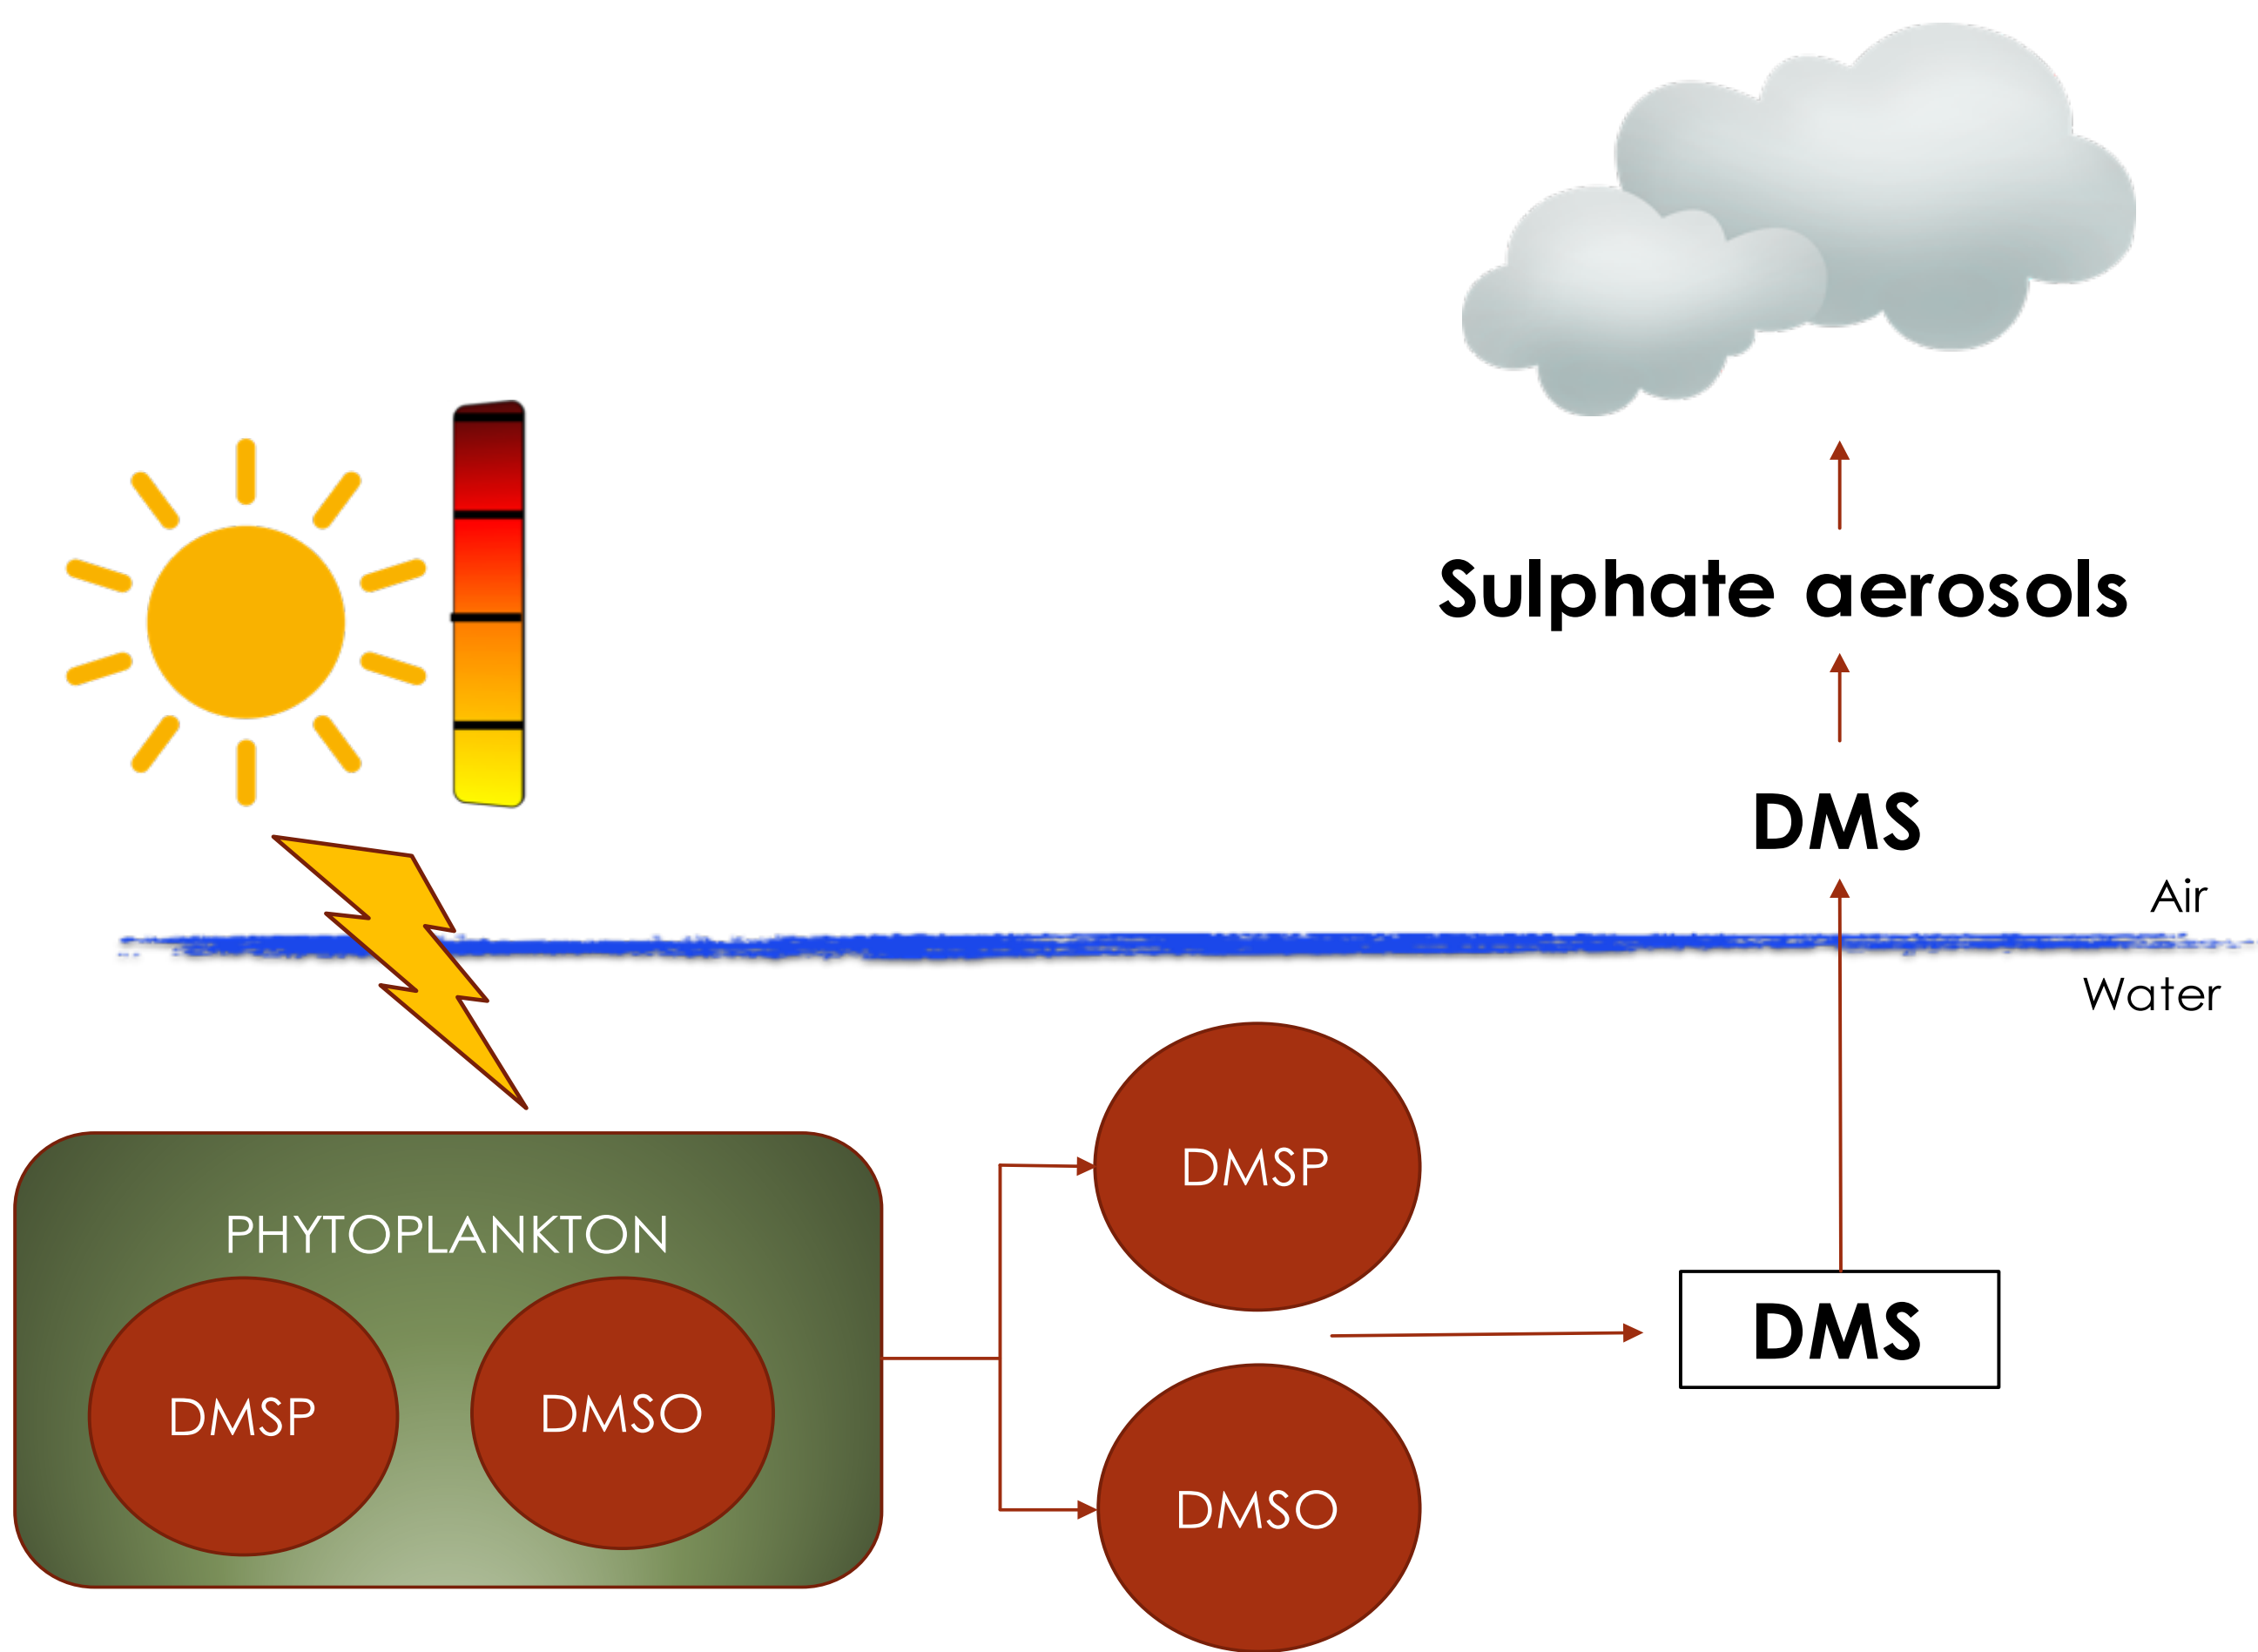 Sulphate aerosols
DMS
Air
Water
DMSP
PHYTOPLANKTON
DMS
DMSP
DMSO
DMSO